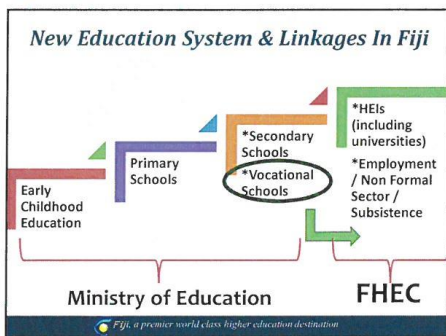 New Education System & Linkages In Fiji
Early
Childhood
Education
Primary
Schools
*Secondary
Schools
*Vocational
Schools
*HEIs
(including
universities)
*Employment
/ Non Formal
Sector /
Subsistence
Ministry of Education
FHEC
Fiji, a premier world class higher education destination